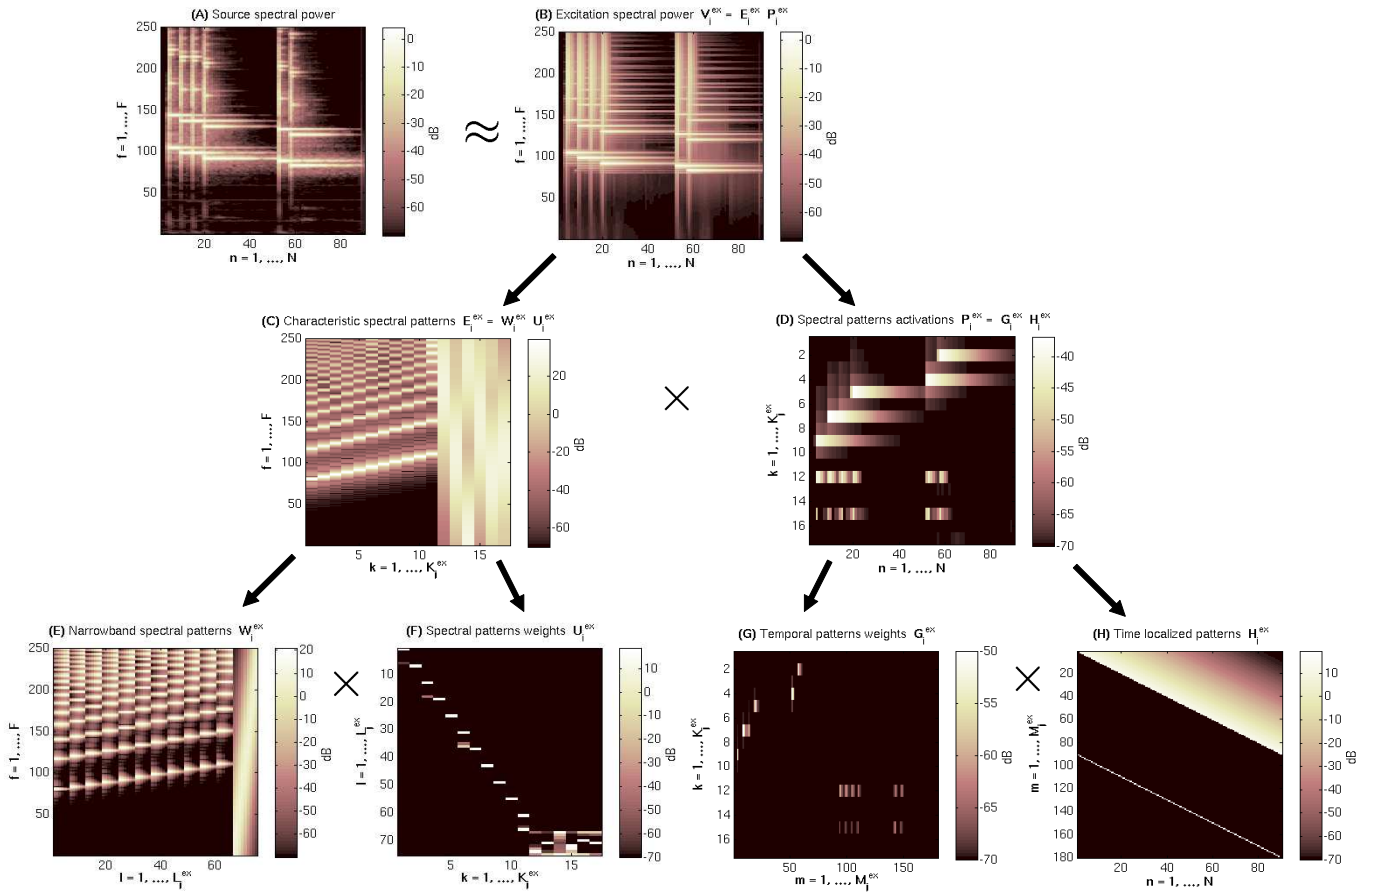 (A) Source spectral power
(B) Excitation spectral power V_j^ex = E_j^ex P_j^ex
250
200
150
100
50
f = 1, ..., F
20 40 60 80
n = 1, ..., N
0
-10
-20
-30
-40
-50
-60
dB
≈
250
200
150
100
50
f = 1, ..., F
20 40 60 80
n = 1, ..., N
0
-10
-20
-30
-40
-50
-60
dB
(C) Characteristic spectral patterns E_j^ex = W_j^ex U_j^ex
250
200
150
100
50
f = 1, ..., F
5 10 15
k = 1, ..., K_j^ex
20
0
-20
-40
-60
dB
×
(D) Spectral patterns activations P_j^ex = G_j^ex H_j^ex
2
4
6
8
10
12
14
16
k = 1, ..., K_j^ex
20 40 60 80
n = 1, ..., N
-40
-45
-50
-55
-60
-65
-70
dB
(E) Narrowband spectral patterns W_j^ex
250
200
150
100
50
f = 1, ..., F
20 40 60
l = 1, ..., L_j^ex
20
10
0
-10
-20
-30
-40
-50
-60
dB
×
(F) Spectral patterns weights U_j^ex
10
20
30
40
50
60
70
l = 1, ..., L_j^ex
5 10 15
k = 1, ..., K_j^ex
10
0
-10
-20
-30
-40
-50
-60
-70
dB
(G) Temporal patterns weights G_j^ex
2
4
6
8
10
12
14
16
k = 1, ..., K_j^ex
50 100 150
m = 1, ..., M_j^ex
-50
-55
-60
-65
-70
dB
×
(H) Time localized patterns H_j^ex
20
40
60
80
100
120
140
160
180
m = 1, ..., M_j^ex
20 40 60 80
n = 1, ..., N
10
0
-10
-20
-30
-40
-50
-60
-70
dB